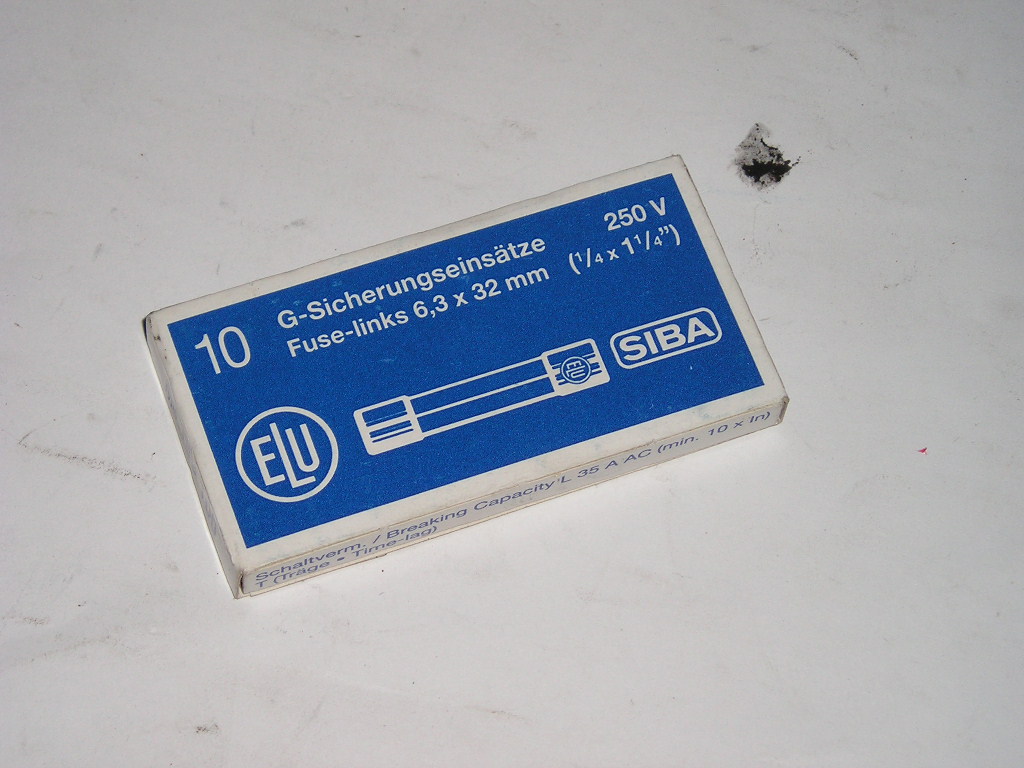 10
G-Sicherungseinsätze 250 V
Fuse-links 6,3 x 32 mm (1/4 x 1 1/4")
ELU
ELU
SIBA
Schaltverm. / Breaking Capacity L 35 A AC (min. 10 x In)
T (Träge • Time-lag)